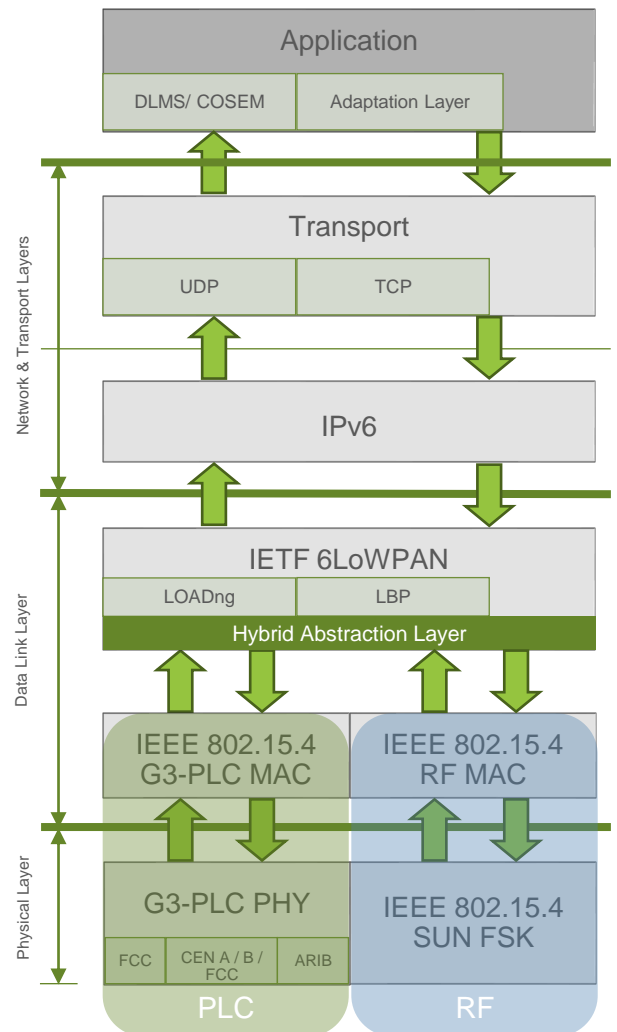 Application
DLMS/ COSEM
Adaptation Layer
Network & Transport Layers
Transport
UDP
TCP
IPv6
Data Link Layer
IETF 6LoWPAN
LOADng
LBP
Hybrid Abstraction Layer
IEEE 802.15.4
G3-PLC MAC
IEEE 802.15.4
RF MAC
Physical Layer
G3-PLC PHY
FCC
CEN A / B /
FCC
ARIB
IEEE 802.15.4
SUN FSK
PLC
RF